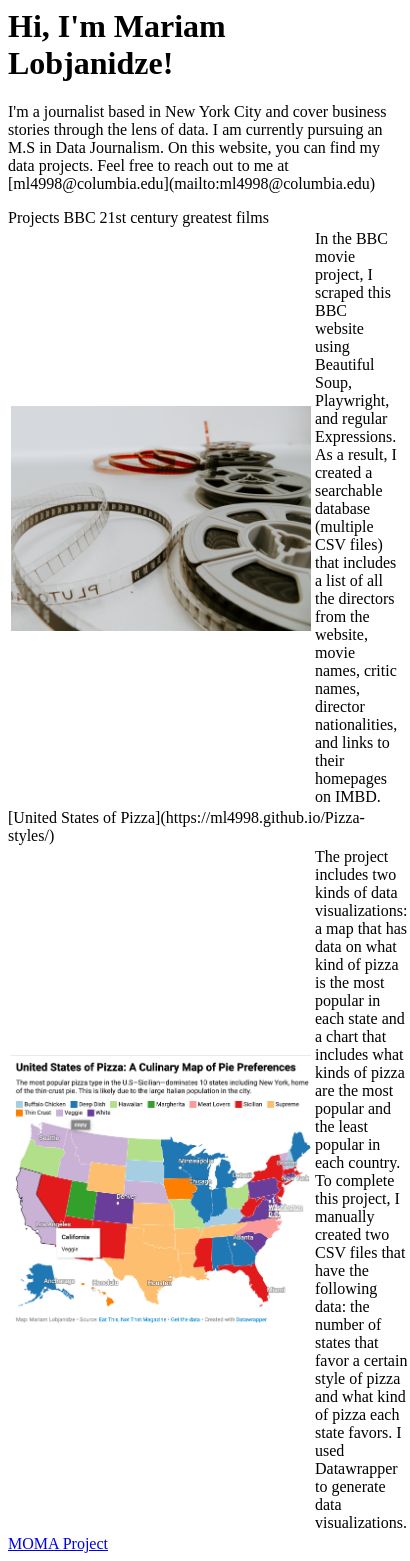 Hi, I'm Mariam
Lobjanidze!
I'm a journalist based in New York City and cover business
stories through the lens of data. I am currently pursuing an
M.S in Data Journalism. On this website, you can find my
data projects. Feel free to reach out to me at
[ml4998@columbia.edu](mailto:ml4998@columbia.edu)
Projects BBC 21st century greatest films
In the BBC
movie
project, I
scraped this
BBC
website
using
Beautiful
Soup,
Playwright,
and regular
Expressions.
As a result, I
created a
searchable
database
(multiple
CSV files)
that includes
a list of all
the directors
from the
website,
movie
names, critic
names,
director
nationalities,
and links to
their
homepages
on IMBD.
[United States of Pizza](https://ml4998.github.io/Pizza-
styles/)
United States of Pizza: A Culinary Map of Pie Preferences
The most popular pizza type in the U.S–Sicilian–dominates 10 states including New York, home
of the thin-crust pie. This is likely due to the large Italian population in the city.
Buffalo Chicken Deep Dish Hawaiian Margherita Meat Lovers Sicilian Supreme
Thin Crust Veggie White
Seattle
Minneapolis
Detroit
Boston
New York
Chicago
Denver
Washington
D.C.
Los Angeles
California
Veggie
Atlanta
Anchorage
Honolulu
Houston
Miami
Map: Mariam Lobjanidze · Source: Eat This, Not That Magazine · Get the data · Created with Datawrapper
The project
includes two
kinds of data
visualizations:
a map that has
data on what
kind of pizza
is the most
popular in
each state and
a chart that
includes what
kinds of pizza
are the most
popular and
the least
popular in
each country.
To complete
this project, I
manually
created two
CSV files that
have the
following
data: the
number of
states that
favor a certain
style of pizza
and what kind
of pizza each
state favors. I
used
Datawrapper
to generate
data
visualizations.
MOMA Project